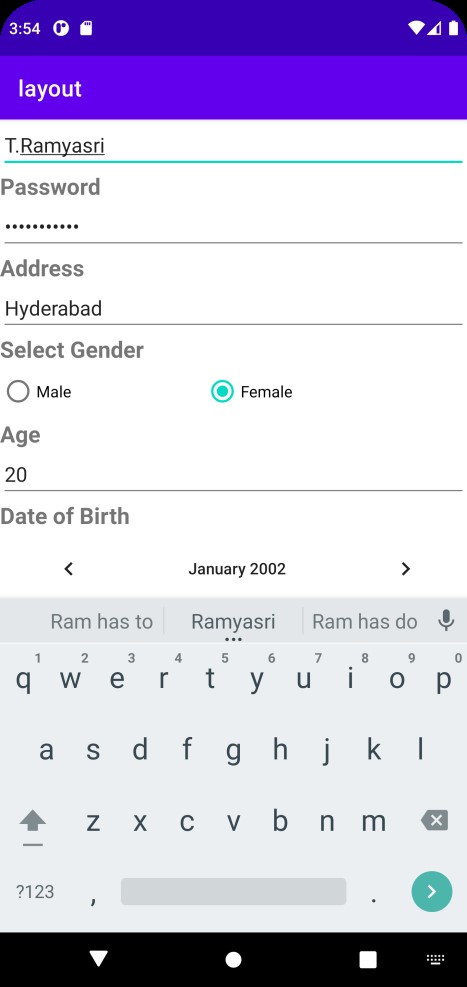 3:54
layout
T.Ramyasri
Password
•••••••••••
Address
Hyderabad
Select Gender
Male Female
Age
20
Date of Birth
January 2002
Ram has to Ramyasri Ram has do
1 2 3 4 5 6 7 8 9 0
q w e r t y u i o p
a s d f g h j k l
z x c v b n m
?123 , .